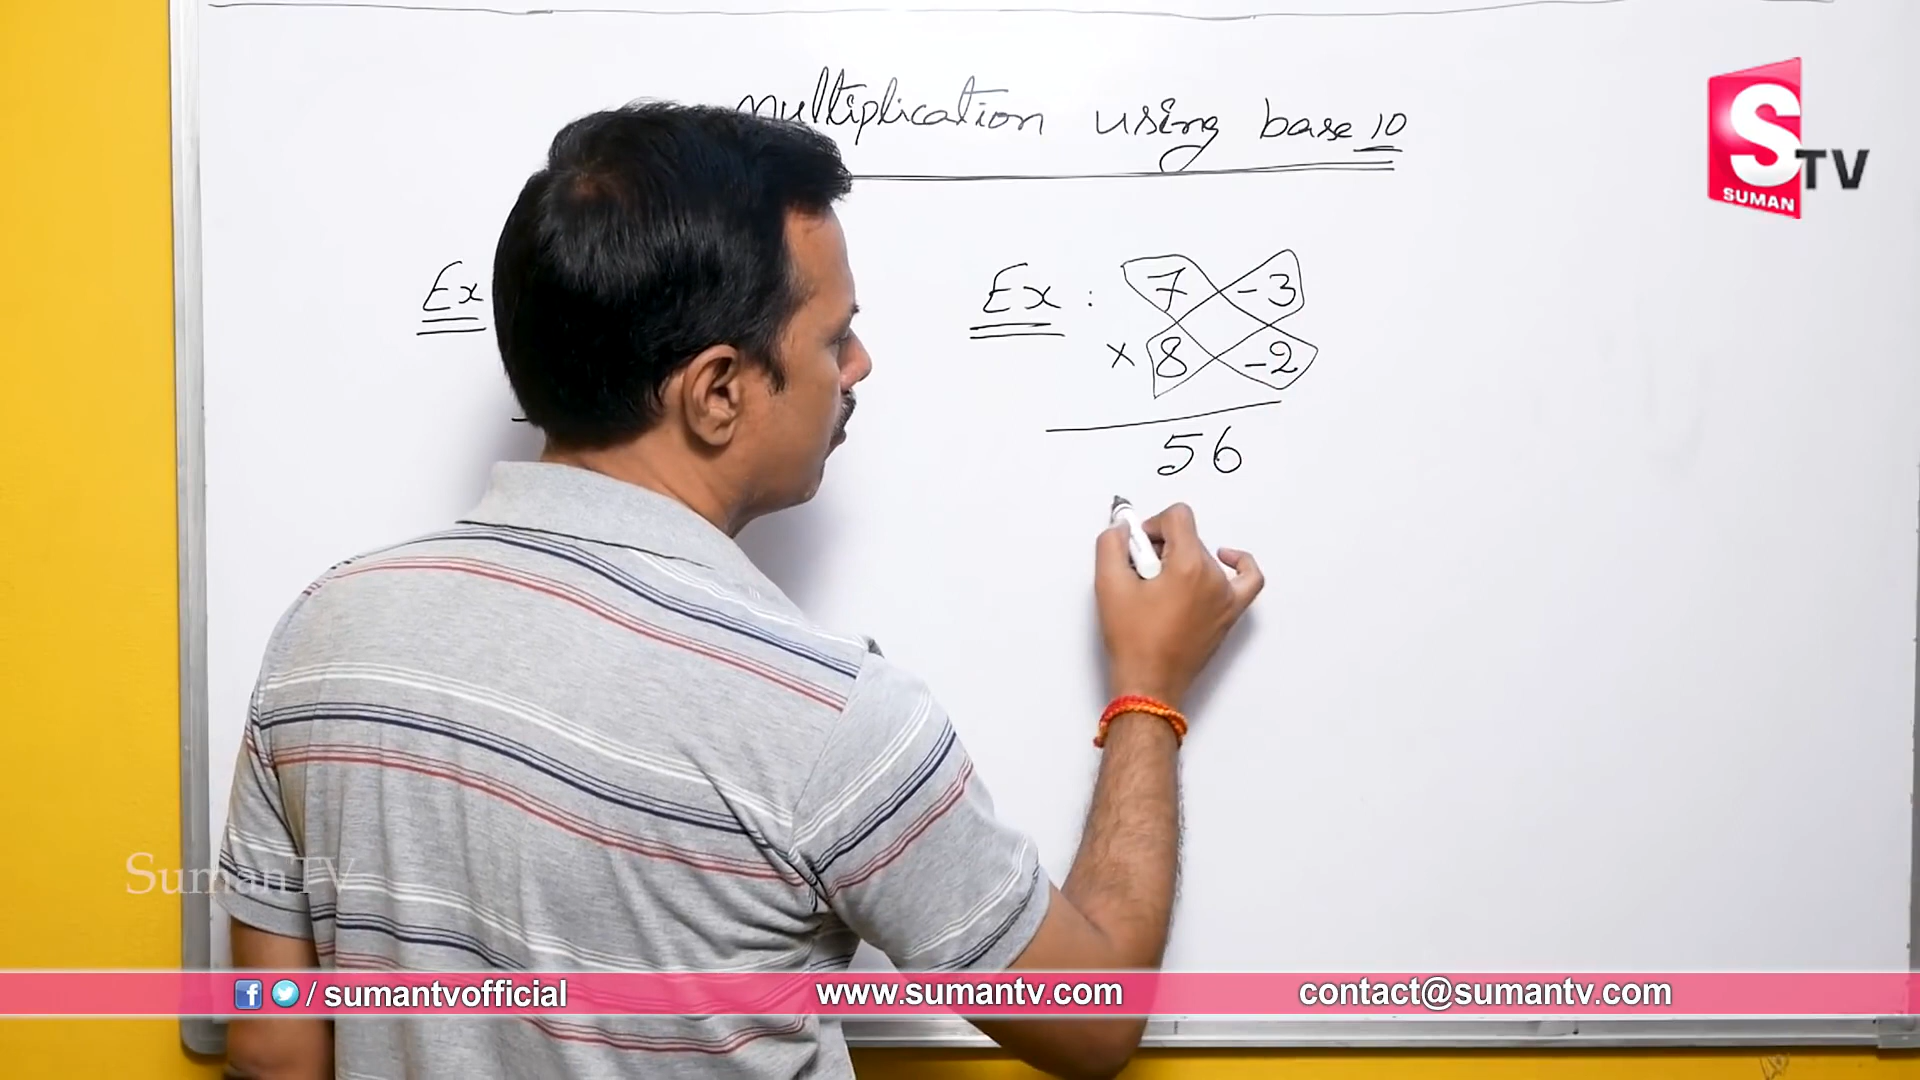 multiplication using base 10
S TV
SUMAN
Ex
Ex : 7 -3
× 8 -2
56
SumanTV
/ sumantvofficial
www.sumantv.com
contact@sumantv.com